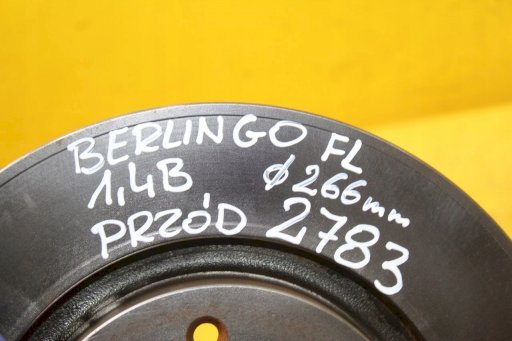 BERLINGO FL
1,4B ϕ 266mm
PRZÓD 2783